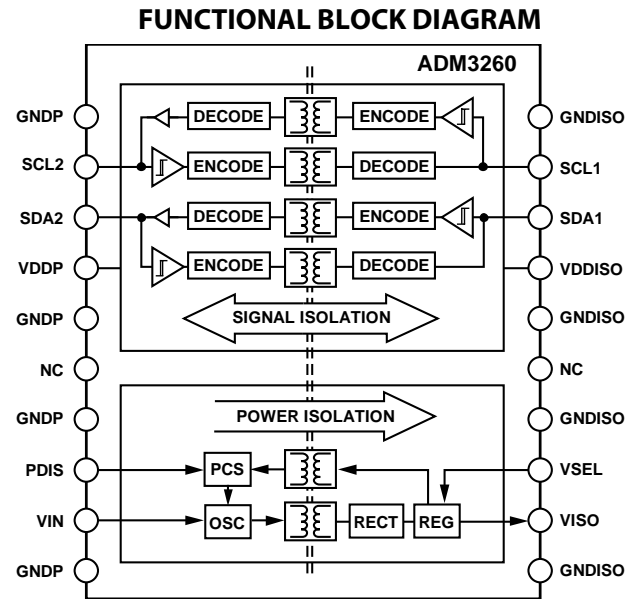 FUNCTIONAL BLOCK DIAGRAM
ADM3260
GNDP
DECODE
ENCODE
GNDISO
SCL2
ENCODE
DECODE
SCL1
SDA2
DECODE
ENCODE
SDA1
VDDP
ENCODE
DECODE
VDDISO
GNDP
SIGNAL ISOLATION
GNDISO
NC
NC
GNDP
POWER ISOLATION
GNDISO
PDIS
PCS
VSEL
VIN
OSC
RECT
REG
VISO
GNDP
GNDISO